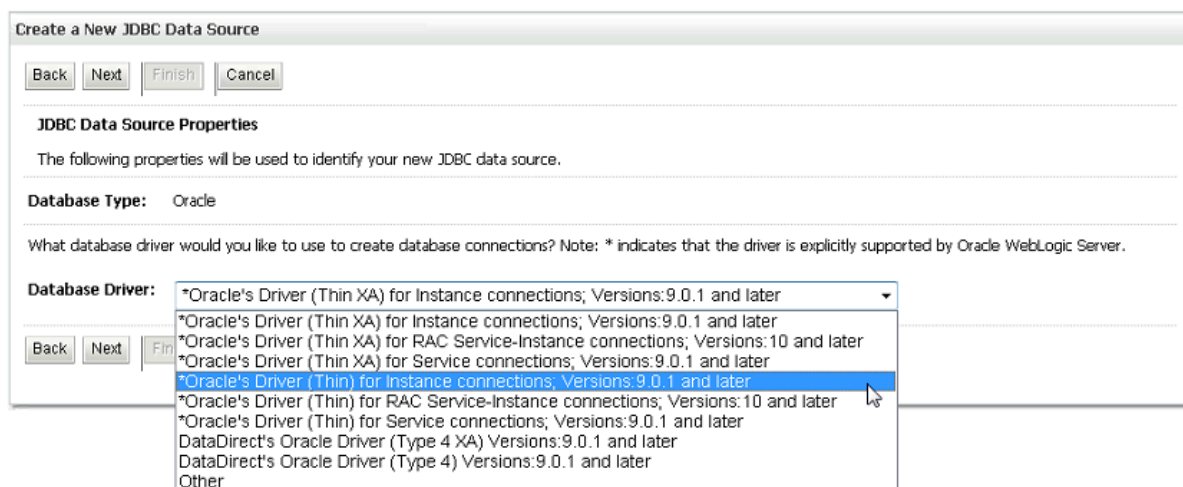 Create a New JDBC Data Source
Back Next Finish Cancel
JDBC Data Source Properties
The following properties will be used to identify your new JDBC data source.
Database Type: Oracle
What database driver would you like to use to create database connections? Note: * indicates that the driver is explicitly supported by Oracle WebLogic Server.
Database Driver: *Oracle's Driver (Thin XA) for Instance connections; Versions:9.0.1 and later
*Oracle's Driver (Thin XA) for Instance connections; Versions:9.0.1 and later
*Oracle's Driver (Thin XA) for RAC Service-Instance connections; Versions:10 and later
Back Next Fin
*Oracle's Driver (Thin XA) for Service connections; Versions:9.0.1 and later
*Oracle's Driver (Thin) for Instance connections; Versions:9.0.1 and later
*Oracle's Driver (Thin) for RAC Service-Instance connections; Versions:10 and later
*Oracle's Driver (Thin) for Service connections; Versions:9.0.1 and later
DataDirect's Oracle Driver (Type 4 XA) Versions:9.0.1 and later
DataDirect's Oracle Driver (Type 4) Versions:9.0.1 and later
Other